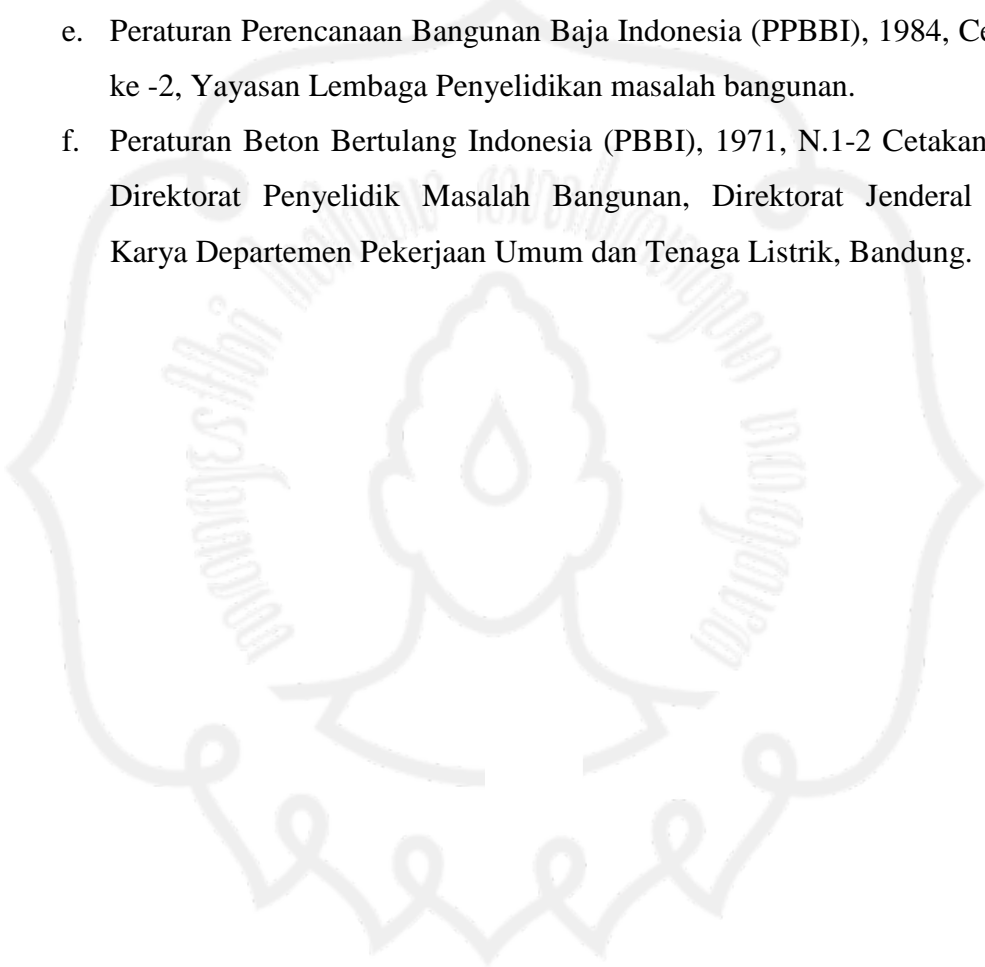 e. Peraturan Perencanaan Bangunan Baja Indonesia (PPBBI), 1984, Ce
ke -2, Yayasan Lembaga Penyelidikan masalah bangunan.
f. Peraturan Beton Bertulang Indonesia (PBBI), 1971, N.1-2 Cetakan
Direktorat Penyelidik Masalah Bangunan, Direktorat Jenderal
Karya Departemen Pekerjaan Umum dan Tenaga Listrik, Bandung.